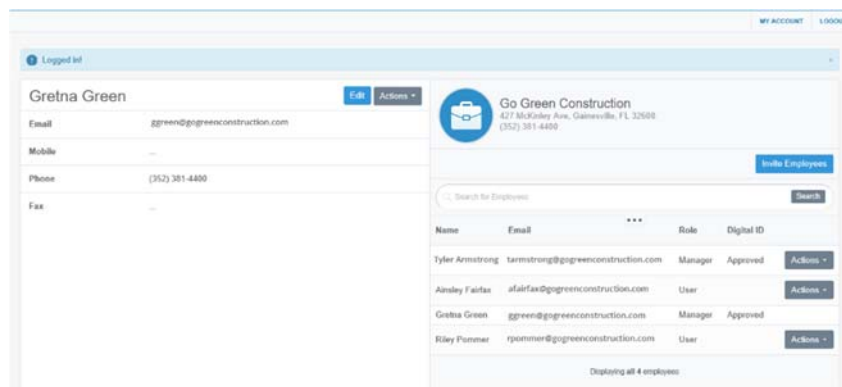 MY ACCOUNT LOGOU
Logged in!
Gretna Green
Edit Actions
Email ggreen@gogreenconstruction.com
Mobile ...
Phone (352) 381-4400
Fax ...
Go Green Construction
427 McKinley Ave, Gainesville, FL 32600
(352) 381-4400
Invite Employees
Search for Employees Search
...
Name Email Role Digital ID
Tyler Armstrong tarmstrong@gogreenconstruction.com Manager Approved Actions
Ainsley Fairfax afairfax@gogreenconstruction.com User Actions
Gretna Green ggreen@gogreenconstruction.com Manager Approved
Riley Pommer rpommer@gogreenconstruction.com User Actions
Displaying all 4 employees